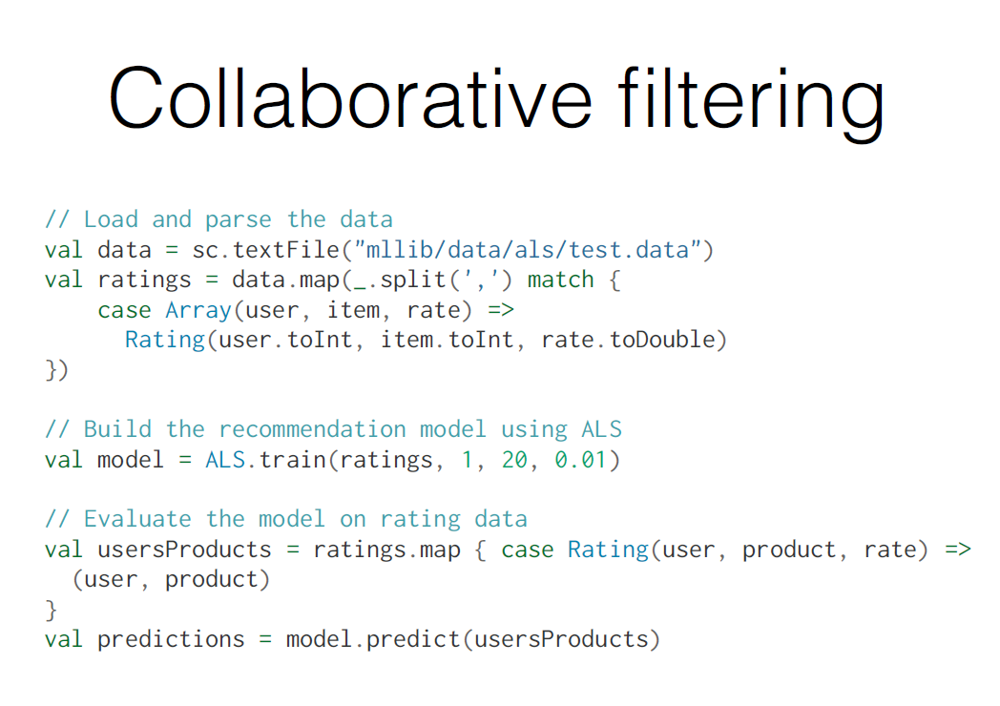 Collaborative filtering
// Load and parse the data
val data = sc.textFile("mllib/data/als/test.data")
val ratings = data.map(_.split(',') match {
    case Array(user, item, rate) =>
      Rating(user.toInt, item.toInt, rate.toDouble)
})
// Build the recommendation model using ALS
val model = ALS.train(ratings, 1, 20, 0.01)
// Evaluate the model on rating data
val usersProducts = ratings.map { case Rating(user, product, rate) =>
  (user, product)
}
val predictions = model.predict(usersProducts)